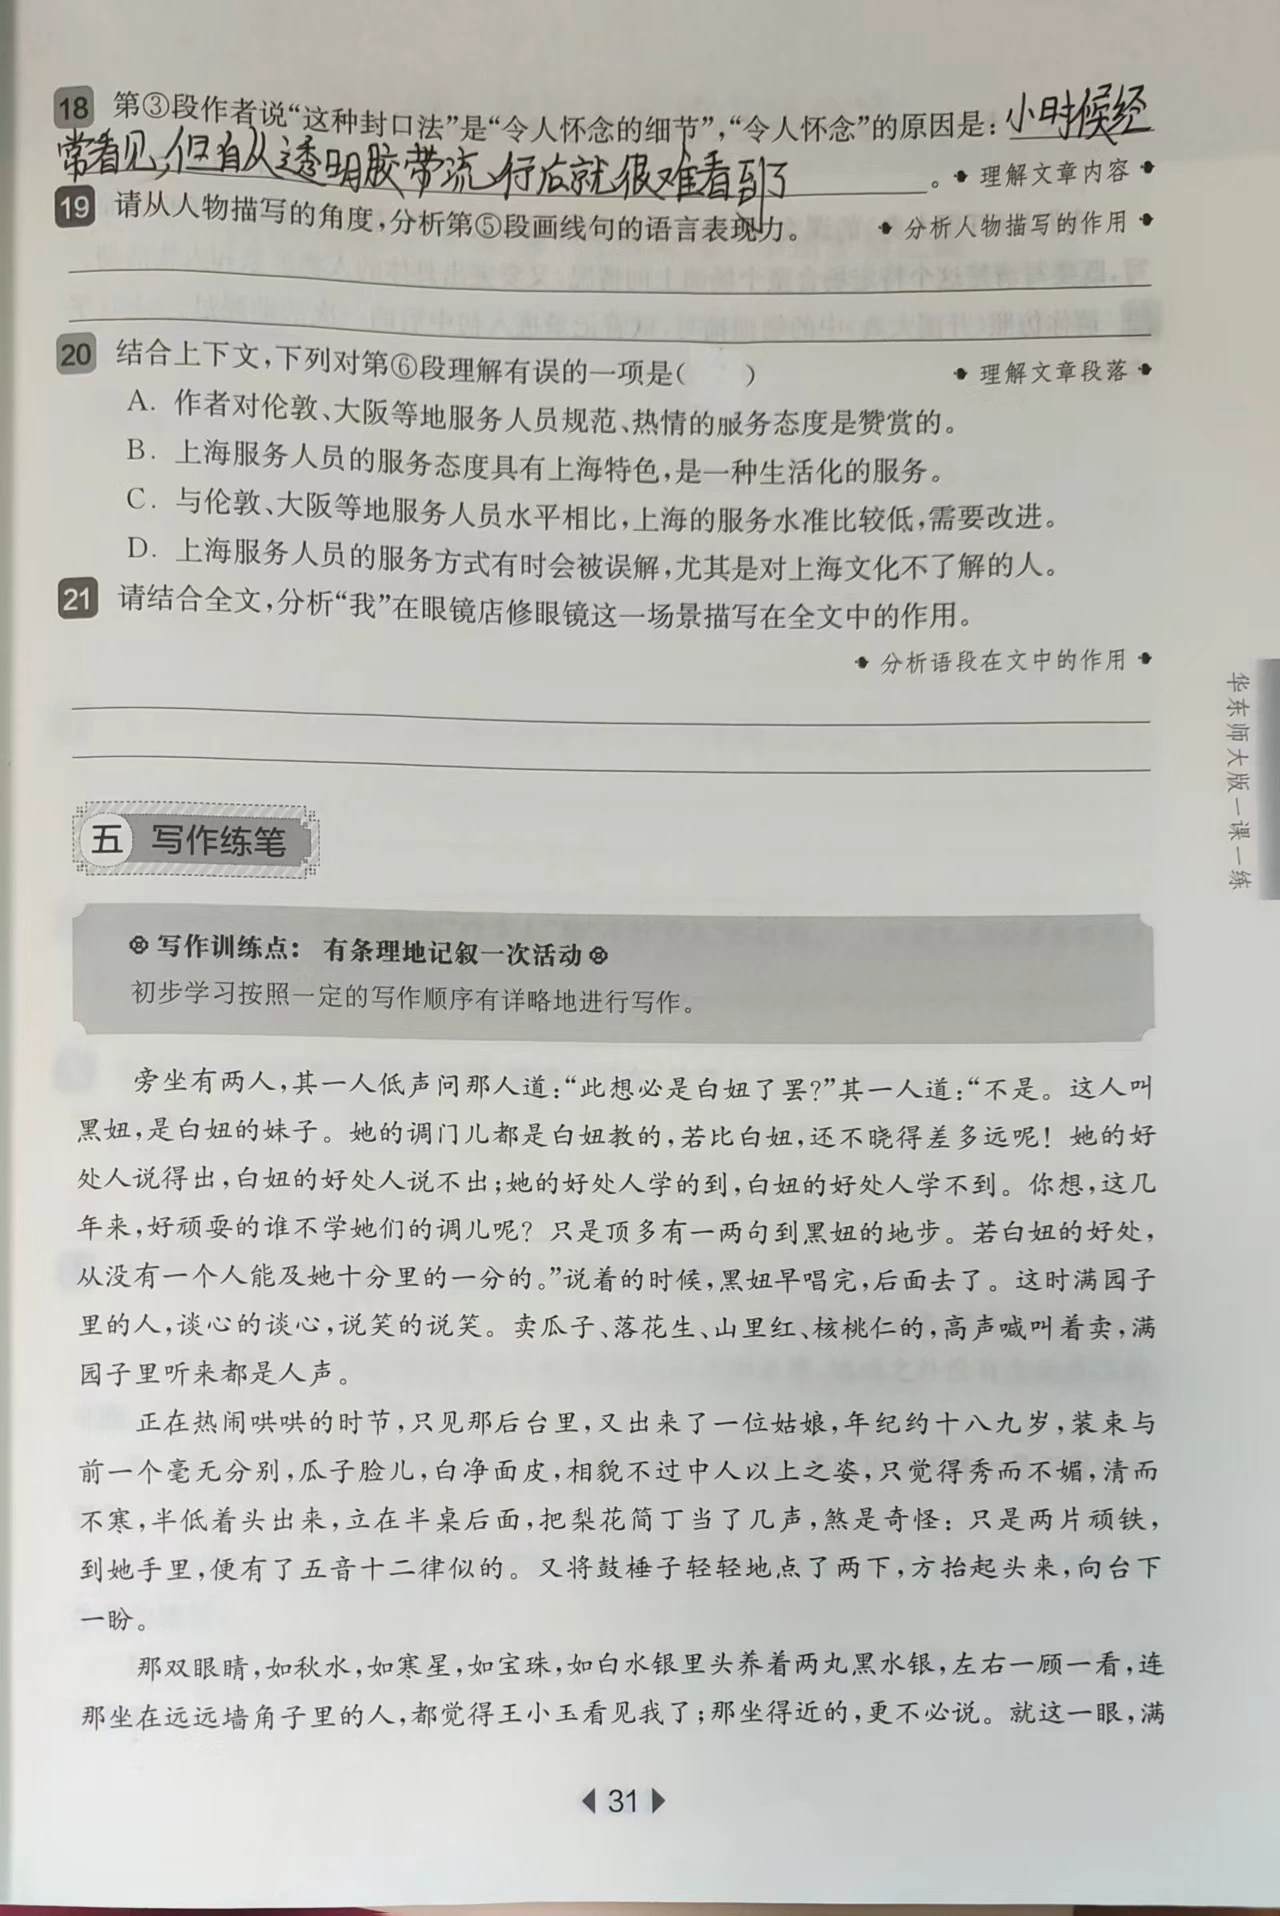 18 第③段作者说“这种封口法”是“令人怀念的细节”，“令人怀念”的原因是：小时候经
常看见，但自从透明胶带流行后就很难看到了。 理解文章内容
19 请从人物描写的角度，分析第⑤段画线句的语言表现力。 分析人物描写的作用
20 结合上下文，下列对第⑥段理解有误的一项是（ ） 理解文章段落
A. 作者对伦敦、大阪等地服务人员规范、热情的服务态度是赞赏的。
B. 上海服务人员的服务态度具有上海特色，是一种生活化的服务。
C. 与伦敦、大阪等地服务人员水平相比，上海的服务水准比较低，需要改进。
D. 上海服务人员的服务方式有时会被误解，尤其是对上海文化不了解的人。
21 请结合全文，分析“我”在眼镜店修眼镜这一场景描写在全文中的作用。
分析语段在文中的作用
华东师大版一课一练
五 写作练笔
写作训练点： 有条理地记叙一次活动
初步学习按照一定的写作顺序有详略地进行写作。
旁坐有两人，其一人低声问那人道：“此想必是白妞了罢？”其一人道：“不是。这人叫
黑妞，是白妞的妹子。她的调门儿都是白妞教的，若比白妞，还不晓得差多远呢！她的好
处人说得出，白妞的好处人说不出；她的好处人学的到，白妞的好处人学不到。你想，这几
年来，好顽耍的谁不学她们的调儿呢？只是顶多有一两句到黑妞的地步。若白妞的好处，
从没有一个人能及她十分里的一分的。”说着的时候，黑妞早唱完，后面去了。这时满园子
里的人，谈心的谈心，说笑的说笑。卖瓜子、落花生、山里红、核桃仁的，高声喊叫着卖，满
园子里听来都是人声。
正在热闹哄哄的时节，只见那后台里，又出来了一位姑娘，年纪约十八九岁，装束与
前一个毫无分别，瓜子脸儿，白净面皮，相貌不过中人以上之姿，只觉得秀而不媚，清而
不寒，半低着头出来，立在半桌后面，把梨花简丁当了几声，煞是奇怪：只是两片顽铁，
到她手里，便有了五音十二律似的。又将鼓棰子轻轻地点了两下，方抬起头来，向台下
一盼。
那双眼睛，如秋水，如寒星，如宝珠，如白水银里头养着两丸黑水银，左右一顾一看，连
那坐在远远墙角子里的人，都觉得王小玉看见我了；那坐得近的，更不必说。就这一眼，满
31